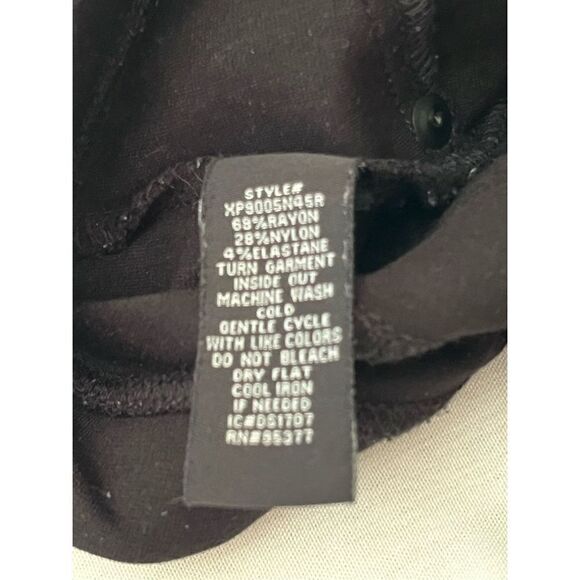 STYLE#
XP9005N45R
68%RAYON
28%NYLON
4%ELASTANE
TURN GARMENT
INSIDE OUT
MACHINE WASH
COLD
GENTLE CYCLE
WITH LIKE COLORS
DO NOT BLEACH
DRY FLAT
COOL IRON
IF NEEDED
IC#081707
RN#95377